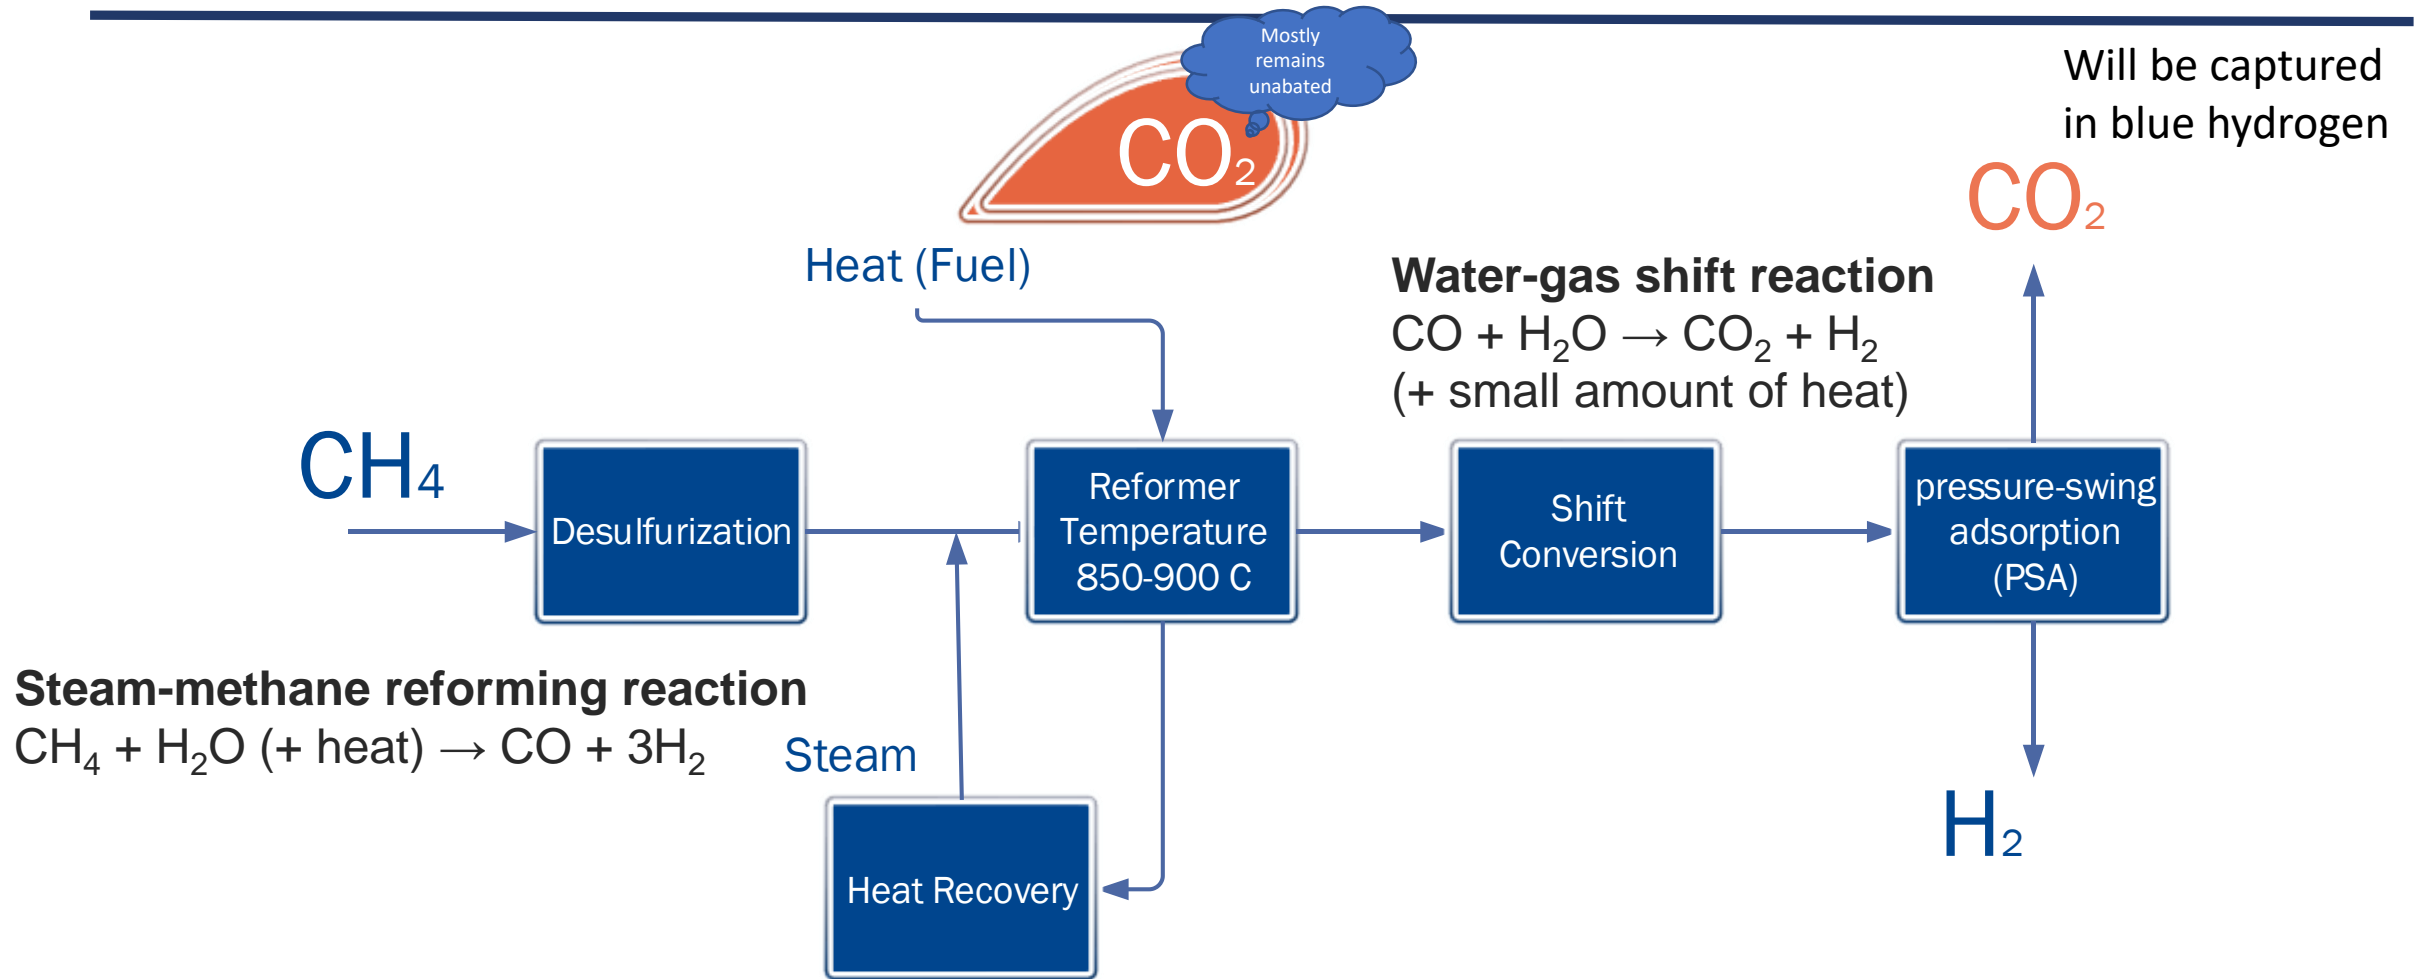 Mostly
remains
unabated
CO₂
Will be captured
in blue hydrogen
CO₂
Heat (Fuel)
Water-gas shift reaction
CO + H₂O → CO₂ + H₂
(+ small amount of heat)
CH₄
Desulfurization
Reformer
Temperature
850-900 C
Shift
Conversion
pressure-swing
adsorption
(PSA)
Steam-methane reforming reaction
CH₄ + H₂O (+ heat) → CO + 3H₂
Steam
Heat Recovery
H₂